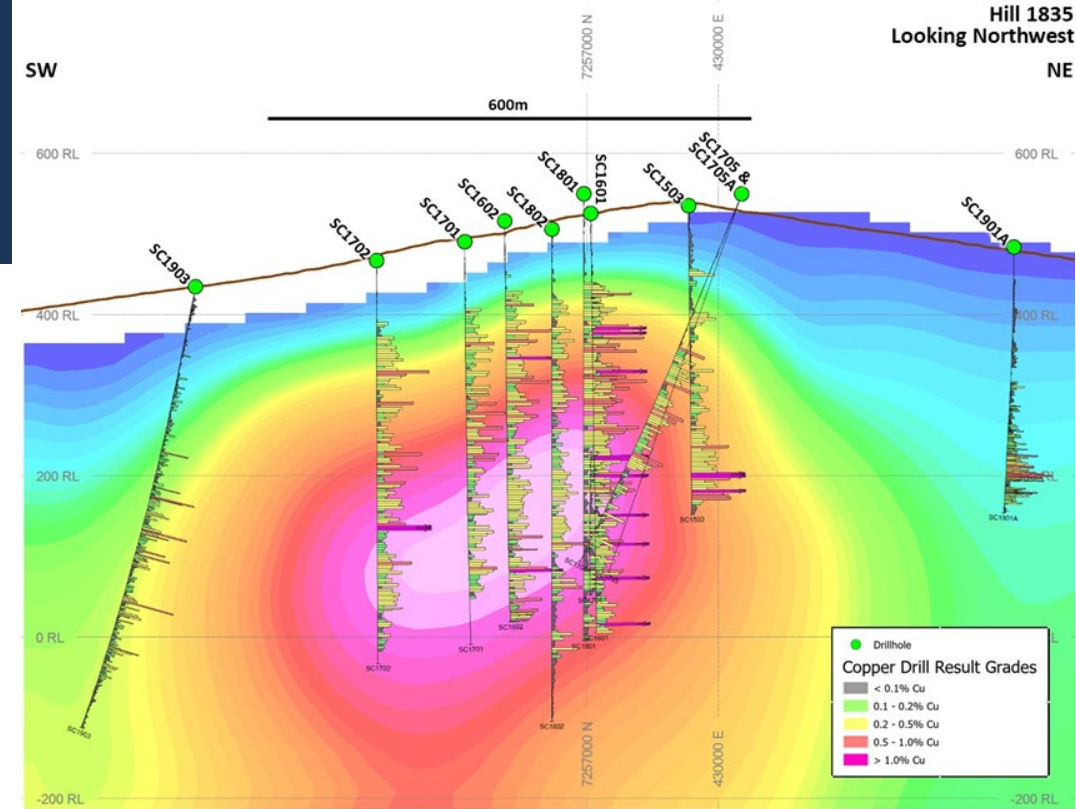 Hill 1835
Looking Northwest
SW
NE
7257000 N
430000 E
600m
600 RL
600 RL
SC1705 &
SC1705A
SC1801
SC1601
SC1503
SC1602
SC1802
SC1701
SC1702
SC1903
SC1901A
400 RL
400 RL
200 RL
RL
SC1503
SC1901A
0 RL
SC1602
SC1601
SC1801
SC1701
SC1702
SC1903
SC1802
7257000 N
430000 E
-200 RL
-200 RL
Drillhole
Copper Drill Result Grades
< 0.1% Cu
0.1 - 0.2% Cu
0.2 - 0.5% Cu
0.5 - 1.0% Cu
> 1.0% Cu